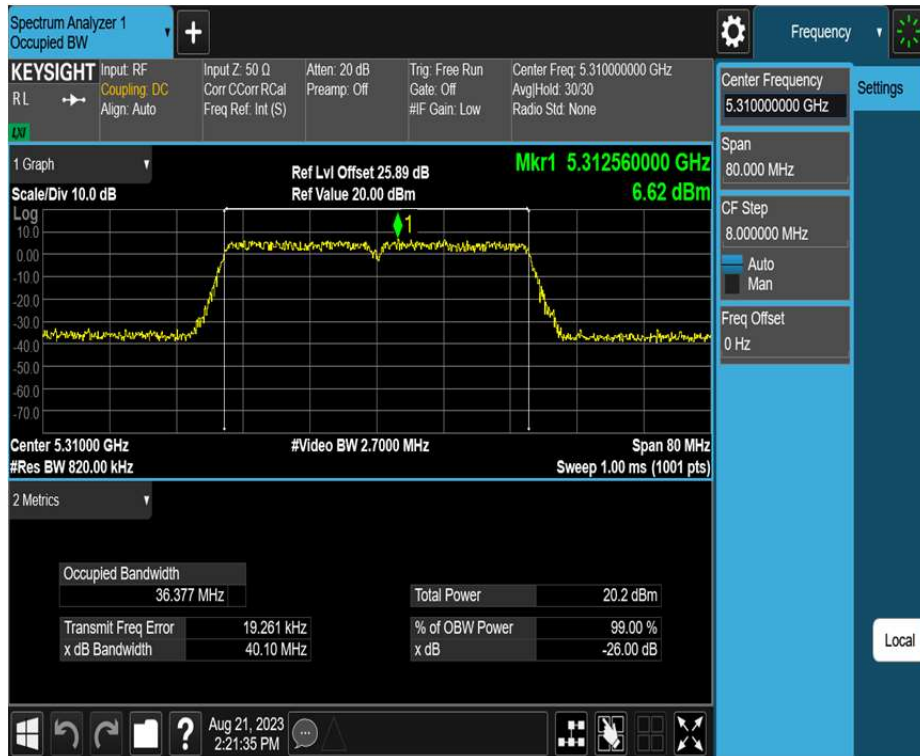 Spectrum Analyzer 1
Occupied BW
+
Frequency
KEYSIGHT
R L
LXI
Input: RF
Coupling: DC
Align: Auto
Input Z: 50 Ω
Corr CCorr RCal
Freq Ref: Int (S)
Atten: 20 dB
Preamp: Off
Trig: Free Run
Gate: Off
#IF Gain: Low
Center Freq: 5.310000000 GHz
Avg|Hold: 30/30
Radio Std: None
Center Frequency
5.310000000 GHz
Settings
Span
80.000 MHz
CF Step
8.000000 MHz
Auto
Man
Freq Offset
0 Hz
Local
1 Graph
Scale/Div 10.0 dB
Ref Lvl Offset 25.89 dB
Ref Value 20.00 dBm
Mkr1 5.312560000 GHz
6.62 dBm
Log
10.0
0.00
-10.0
-20.0
-30.0
-40.0
-50.0
-60.0
-70.0
1
Center 5.31000 GHz
#Res BW 820.00 kHz
#Video BW 2.7000 MHz
Span 80 MHz
Sweep 1.00 ms (1001 pts)
2 Metrics
Occupied Bandwidth
36.377 MHz
Total Power 20.2 dBm
Transmit Freq Error 19.261 kHz
% of OBW Power 99.00 %
x dB Bandwidth 40.10 MHz
x dB -26.00 dB
?
Aug 21, 2023
2:21:35 PM